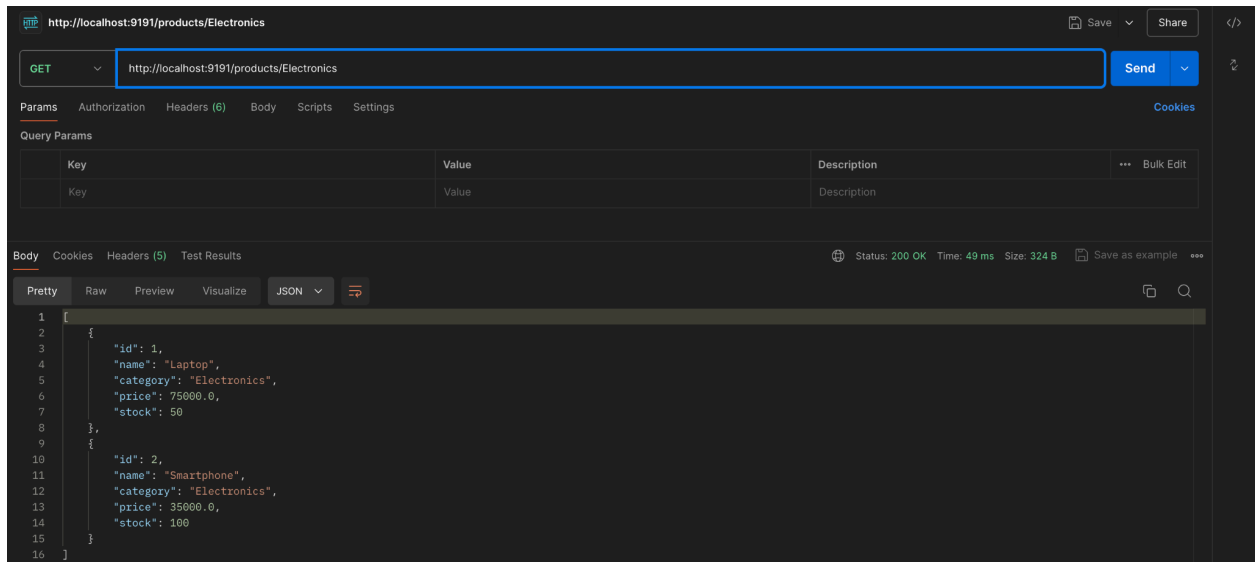 HTTP http://localhost:9191/products/Electronics Save Share </>
GET http://localhost:9191/products/Electronics Send
Params Authorization Headers (6) Body Scripts Settings Cookies
Query Params
Key Value Description ••• Bulk Edit
Key Value Description
Body Cookies Headers (5) Test Results Status: 200 OK Time: 49 ms Size: 324 B Save as example
Pretty Raw Preview Visualize JSON
1 [
2 {
3 "id": 1,
4 "name": "Laptop",
5 "category": "Electronics",
6 "price": 75000.0,
7 "stock": 50
8 },
9 {
10 "id": 2,
11 "name": "Smartphone",
12 "category": "Electronics",
13 "price": 35000.0,
14 "stock": 100
15 }
16 ]